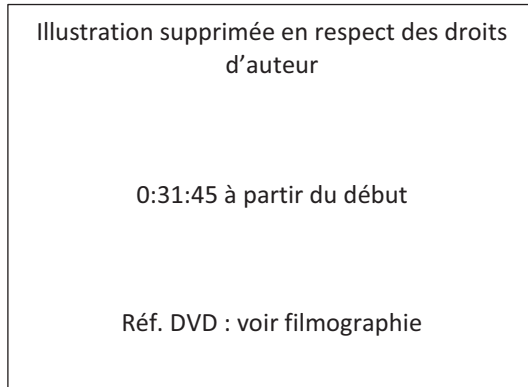 Illustration supprimée en respect des droits
d’auteur
0:31:45 à partir du début
Réf. DVD : voir filmographie